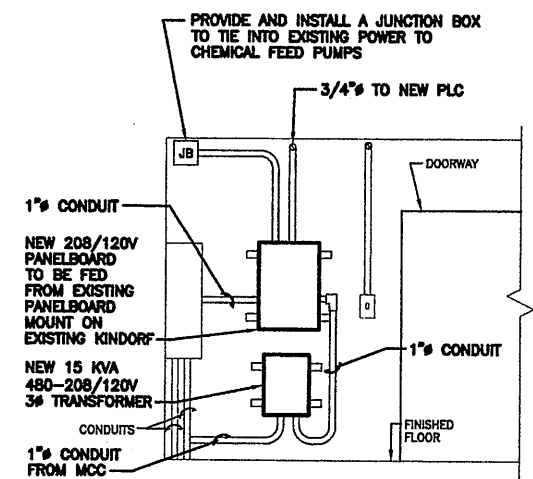 PROVIDE AND INSTALL A JUNCTION BOX
TO TIE INTO EXISTING POWER TO
CHEMICAL FEED PUMPS
3/4"ø TO NEW PLC
JB
DOORWAY
1"ø CONDUIT
NEW 208/120V
PANELBOARD
TO BE FED
FROM EXISTING
PANELBOARD
MOUNT ON
EXISTING KINDORF
1"ø CONDUIT
NEW 15 KVA
480-208/120V
3ø TRANSFORMER
CONDUITS
FINISHED
FLOOR
1"ø CONDUIT
FROM MCC